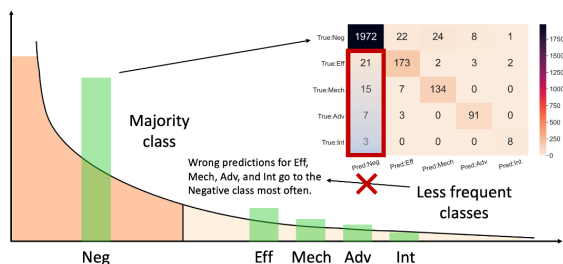 True:Neg 1972 22 24 8 1
True:Eff 21 173 2 3 2
True:Mech 15 7 134 0 0
True:Adv 7 3 0 91 0
True:Int 3 0 0 0 8
Pred:Neg Pred:Eff Pred:Mech Pred:Adv Pred:Int
1750
1500
1250
1000
750
500
250
0
Majority
class
Wrong predictions for Eff,
Mech, Adv, and Int go to the
Negative class most often.
Less frequent
classes
Neg Eff Mech Adv Int